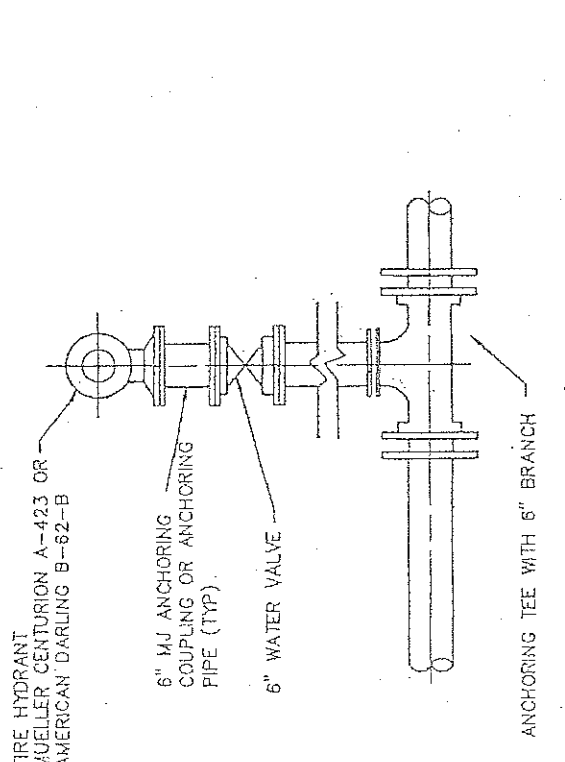 IRE HYDRANT
MUELLER CENTURION A-423 OR
AMERICAN DARLING B-62-B
6" MJ ANCHORING
COUPLING OR ANCHORING
PIPE (TYP).
6" WATER VALVE
ANCHORING TEE WITH 6" BRANCH